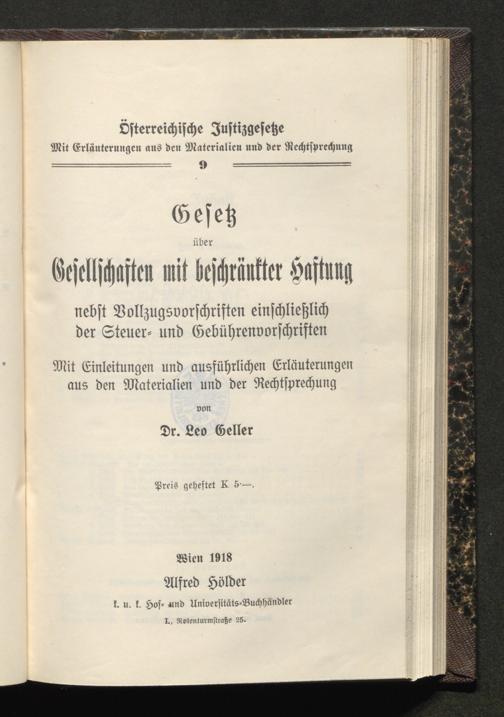 Österreichische Justizgesetze
Mit Erläuterungen aus den Materialien und der Rechtsprechung
9
Gesetz
über
Gesellschaften mit beschränkter Haftung
nebst Vollzugsvorschriften einschließlich
der Steuer- und Gebührenvorschriften
Mit Einleitungen und ausführlichen Erläuterungen
aus den Materialien und der Rechtsprechung
von
Dr. Leo Geller
Preis geheftet K 5·—.
Wien 1918
Alfred Hölder
k. u. k. Hof- und Universitäts-Buchhändler
I., Rotenturmstraße 25.